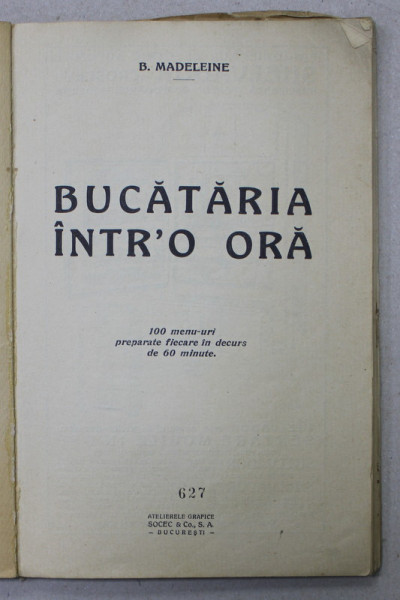 B. MADELEINE
BUCĂTĂRIA
ÎNTR'O ORĂ
100 menu-uri
preparate fiecare în decurs
de 60 minute.
627
ATELIERELE GRAFICE
SOCEC & Co., S. A.
— BUCUREŞTI —